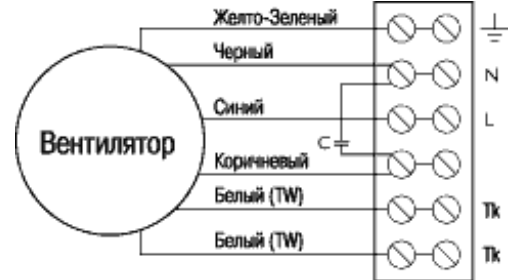 Желто-Зеленый
Черный
N
Синий
L
C
Вентилятор
Коричневый
Белый (TW)
Tk
Белый (TW)
Tk